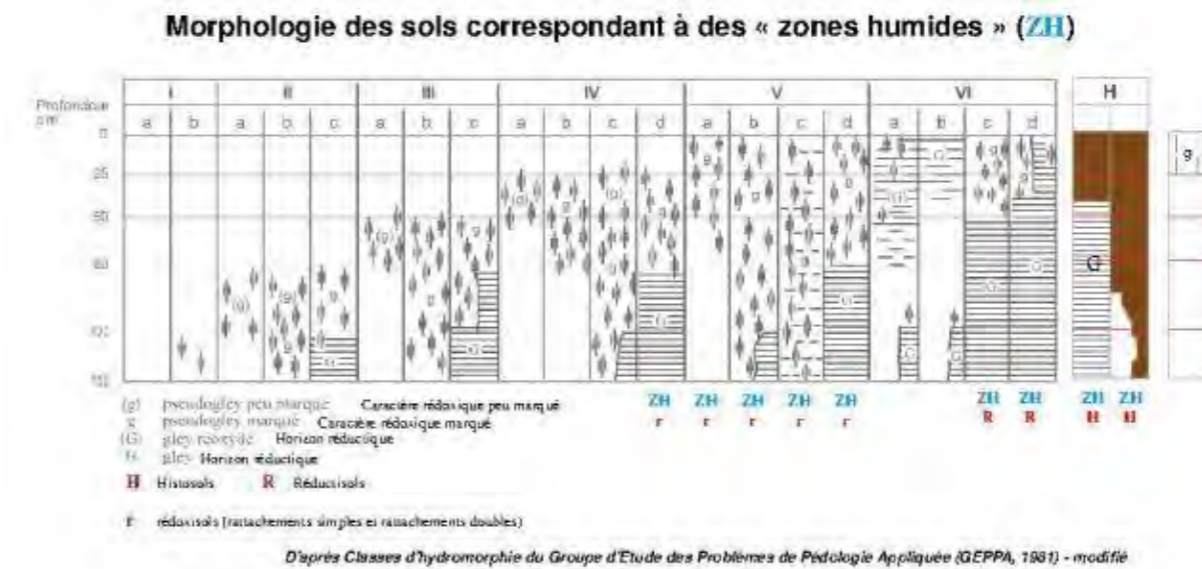 Morphologie des sols correspondant à des « zones humides » (ZH)
I II III IV V VI H
Profondeur
a b a b c a b c a b c d a b c d a b c d
0
25
50
80
g
(g) (g) g (g) g g (g) g (g) g g g g (G) G g g
G G G G G G G G
ZH ZH ZH ZH ZH ZH ZH ZH ZH
r r r r r R R H H
(g) pseudogley peu marqué Caractère rédoxique peu marqué
g pseudogley marqué Caractère rédoxique marqué
(G) gley réoxydé Horizon réductique
G gley Horizon réductique
H Histosols R Réductisols
r rédoxisols (rattachements simples et rattachements doubles)
D'après Classes d'hydromorphie du Groupe d'Etude des Problèmes de Pédologie Appliquée (GEPPA, 1981) - modifié